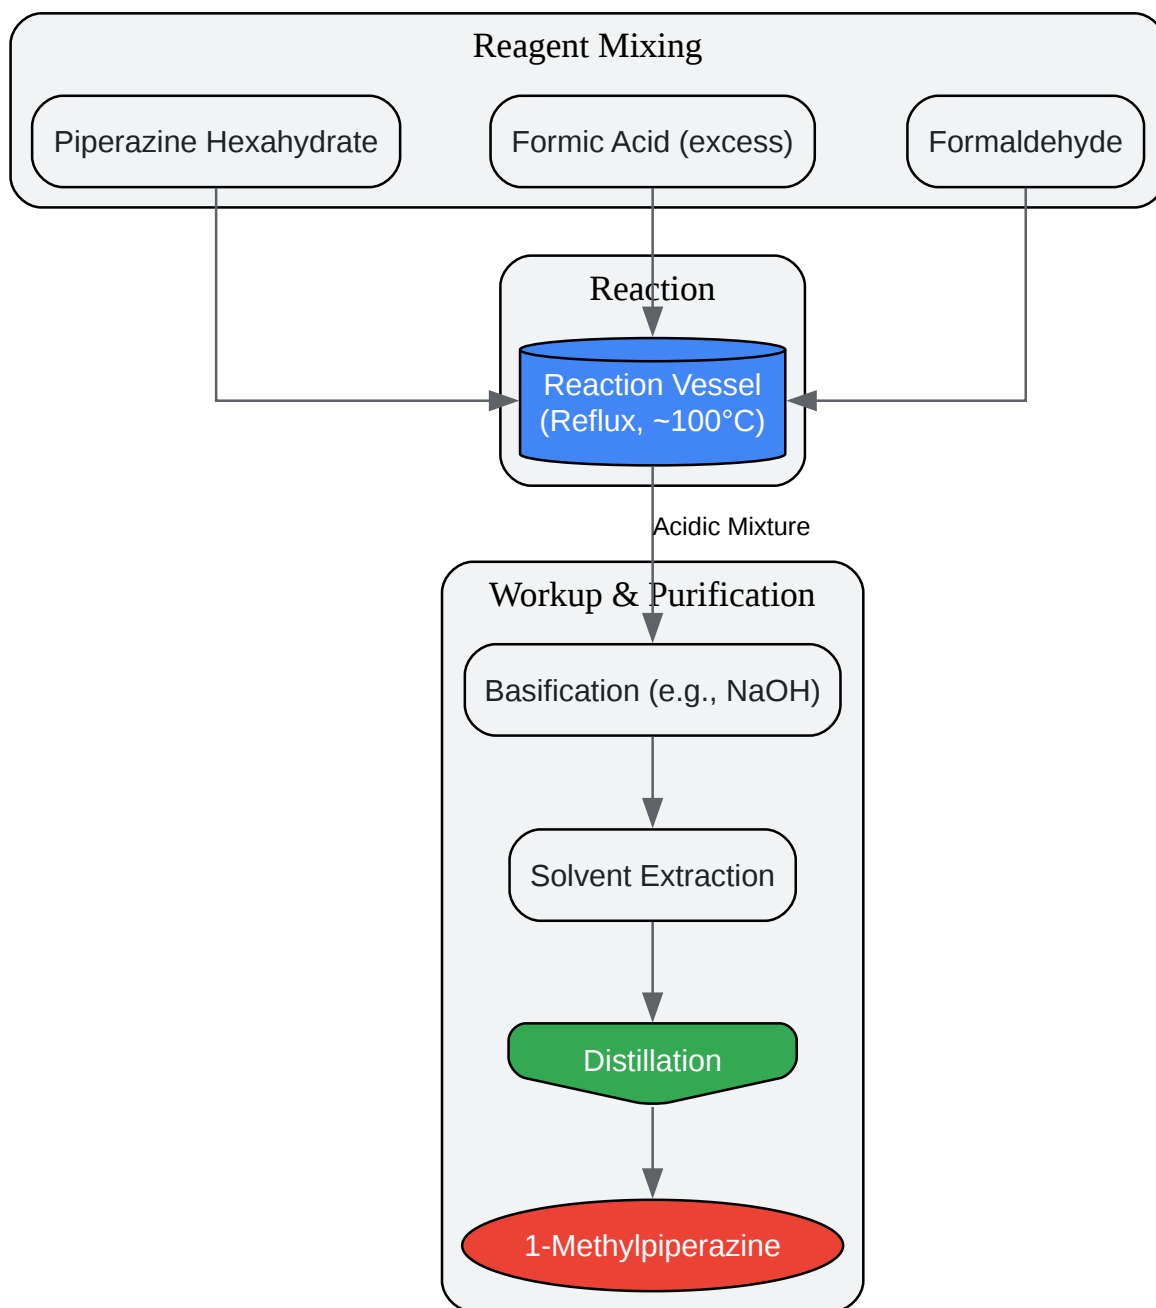 Reagent Mixing
Piperazine Hexahydrate
Formic Acid (excess)
Formaldehyde
Reaction
Reaction Vessel
(Reflux, ~100°C)
Acidic Mixture
Workup & Purification
Basification (e.g., NaOH)
Solvent Extraction
Distillation
1-Methylpiperazine